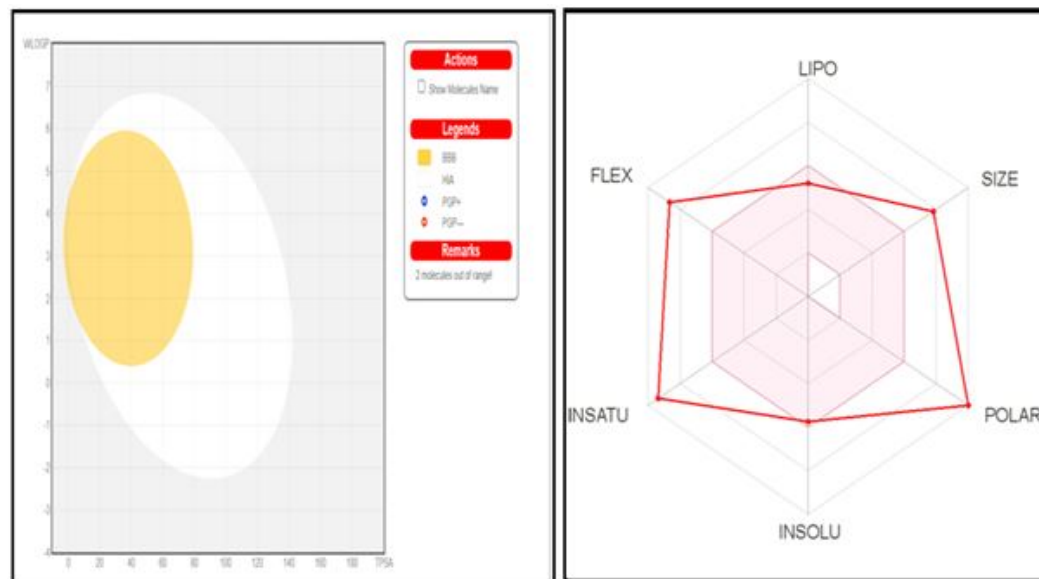 WLOGP
7
6
5
4
3
2
1
0
-1
-2
-3
-4
0 20 40 60 80 100 120 140 160 180 TPSA
Actions
Show Molecules Name
Legends
BBB
HIA
PGP+
PGP—
Remarks
2 molecules out of range!
LIPO
FLEX
SIZE
INSATU
POLAR
INSOLU